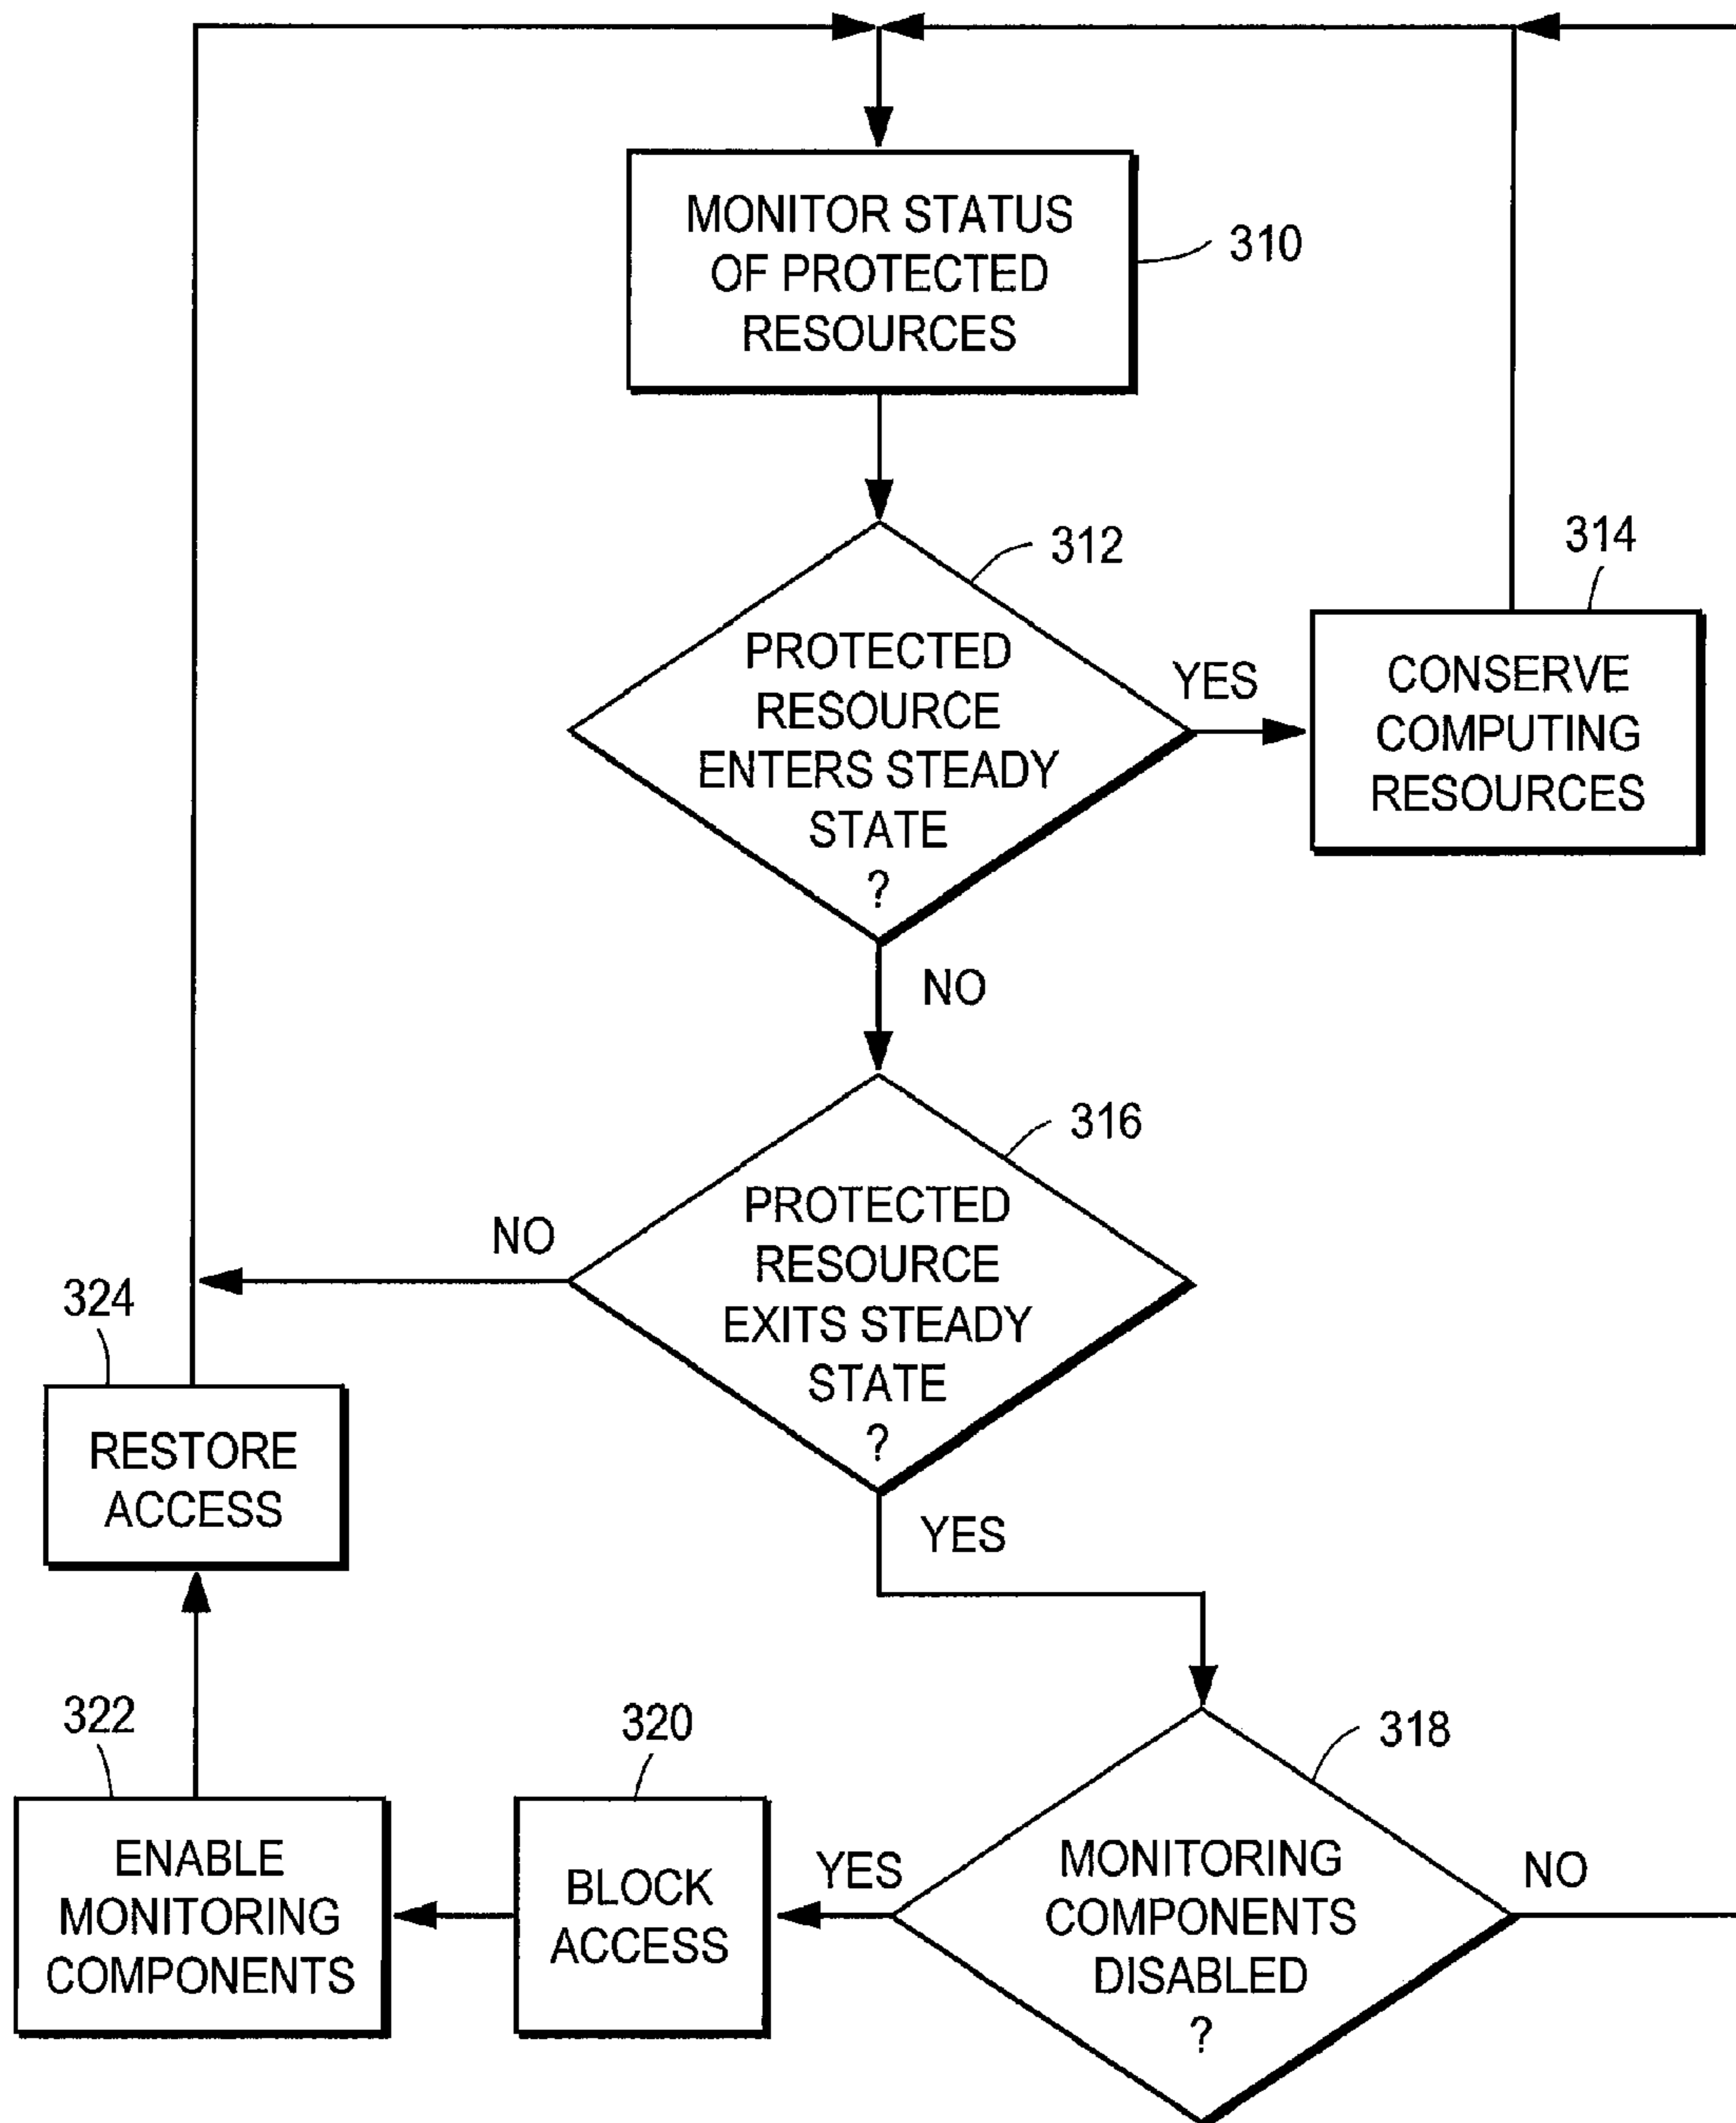 MONITOR STATUS
OF PROTECTED
RESOURCES
310
312
PROTECTED
RESOURCE
ENTERS STEADY
STATE
?
YES
314
CONSERVE
COMPUTING
RESOURCES
NO
316
PROTECTED
RESOURCE
EXITS STEADY
STATE
?
NO
324
RESTORE
ACCESS
YES
318
MONITORING
COMPONENTS
DISABLED
?
NO
YES
320
BLOCK
ACCESS
322
ENABLE
MONITORING
COMPONENTS